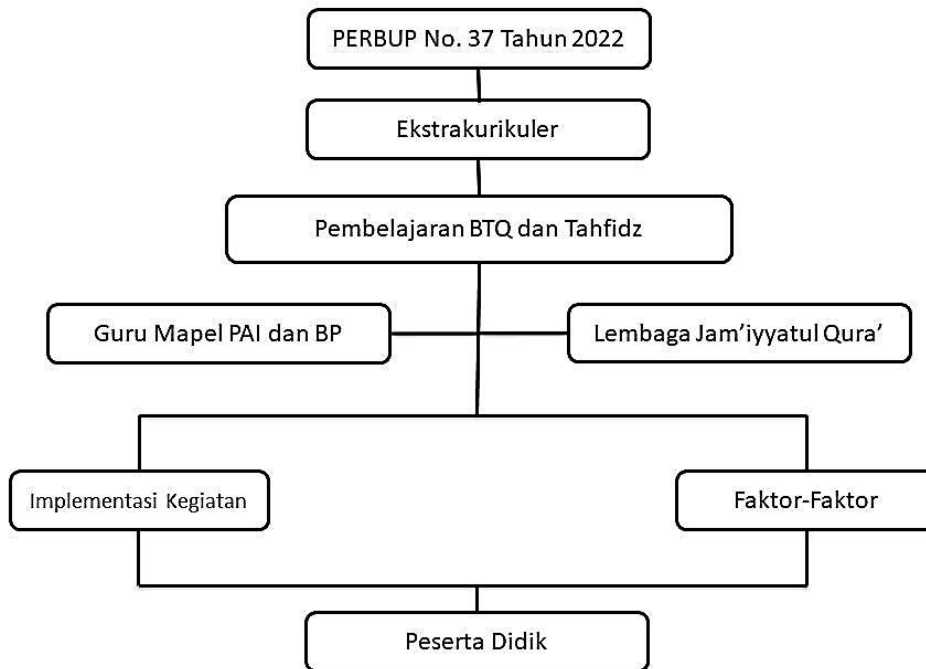 PERBUP No. 37 Tahun 2022
Ekstrakurikuler
Pembelajaran BTQ dan Tahfidz
Guru Mapel PAI dan BP
Lembaga Jam’iyyatul Qura’
Implementasi Kegiatan
Faktor-Faktor
Peserta Didik